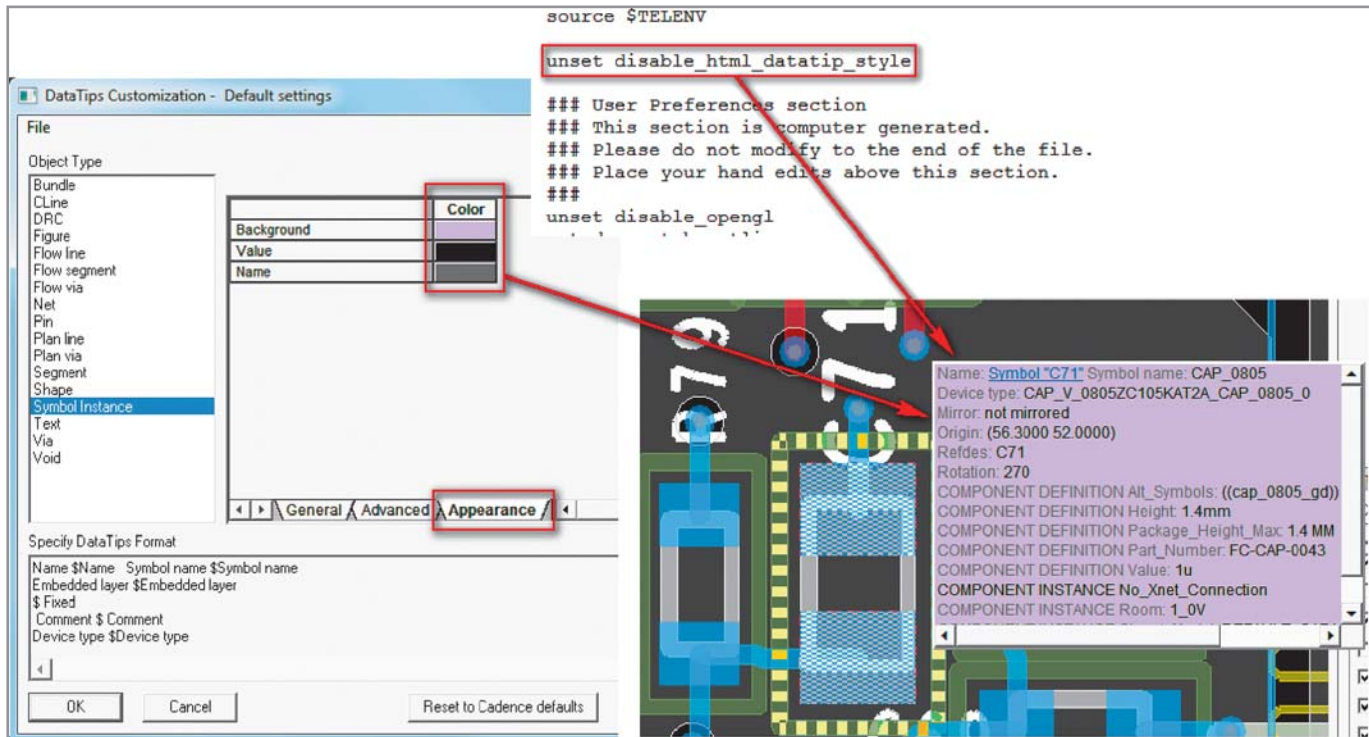 source $TELENV
unset disable_html_datatip_style
### User Preferences section
### This section is computer generated.
### Please do not modify to the end of the file.
### Place your hand edits above this section.
###
unset disable_opengl
DataTips Customization - Default settings
File
Object Type
Bundle
CLine
DRC
Figure
Flow line
Flow segment
Flow via
Net
Pin
Plan line
Plan via
Segment
Shape
Symbol Instance
Text
Via
Void
Color
Background
Value
Name
General Advanced Appearance
Specify DataTips Format
Name $Name Symbol name $Symbol name
Embedded layer $Embedded layer
$ Fixed
Comment $ Comment
Device type $Device type
OK Cancel Reset to Cadence defaults
R79
C71
Name: Symbol "C71" Symbol name: CAP_0805
Device type: CAP_V_0805ZC105KAT2A_CAP_0805_0
Mirror: not mirrored
Origin: (56.3000 52.0000)
Refdes: C71
Rotation: 270
COMPONENT DEFINITION Alt_Symbols: ((cap_0805_gd))
COMPONENT DEFINITION Height: 1.4mm
COMPONENT DEFINITION Package_Height_Max: 1.4 MM
COMPONENT DEFINITION Part_Number: FC-CAP-0043
COMPONENT DEFINITION Value: 1u
COMPONENT INSTANCE No_Xnet_Connection
COMPONENT INSTANCE Room: 1_0V